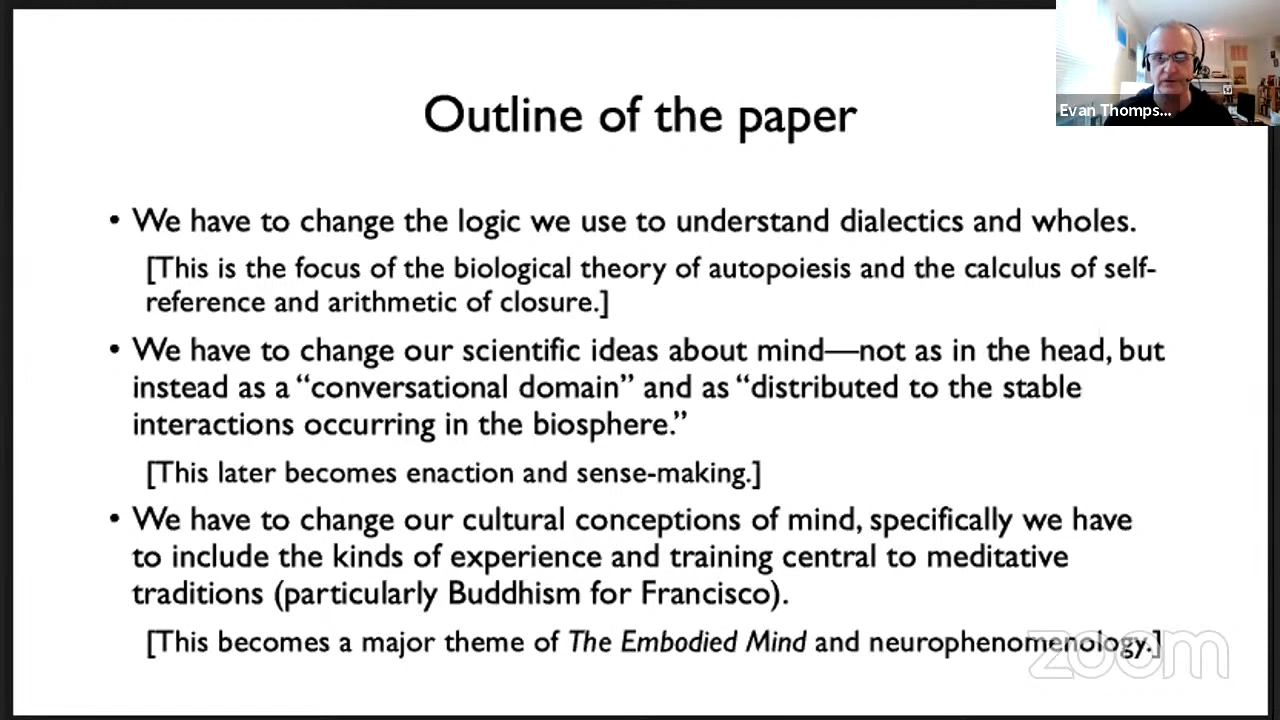 Outline of the paper
Evan Thomps...
• We have to change the logic we use to understand dialectics and wholes.
[This is the focus of the biological theory of autopoiesis and the calculus of self-
reference and arithmetic of closure.]
• We have to change our scientific ideas about mind—not as in the head, but
instead as a “conversational domain” and as “distributed to the stable
interactions occurring in the biosphere.”
[This later becomes enaction and sense-making.]
• We have to change our cultural conceptions of mind, specifically we have
to include the kinds of experience and training central to meditative
traditions (particularly Buddhism for Francisco).
[This becomes a major theme of The Embodied Mind and neurophenomenology.]
zoom